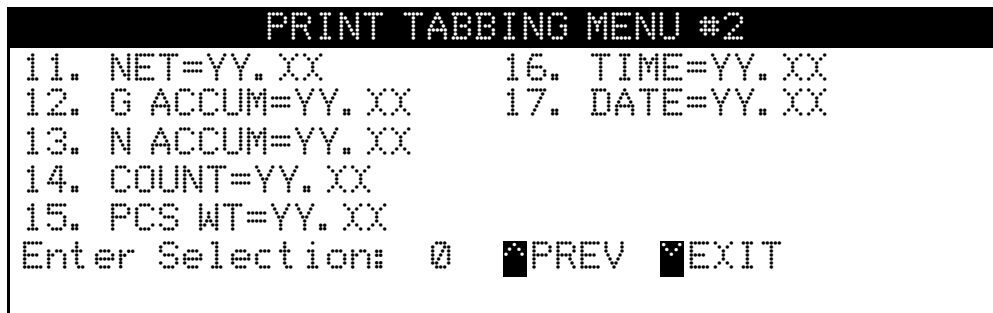 PRINT TABBING MENU #2
11. NET=YY.XX 16. TIME=YY.XX
12. G ACCUM=YY.XX 17. DATE=YY.XX
13. N ACCUM=YY.XX
14. COUNT=YY.XX
15. PCS WT=YY.XX
Enter Selection: 0 PREV EXIT